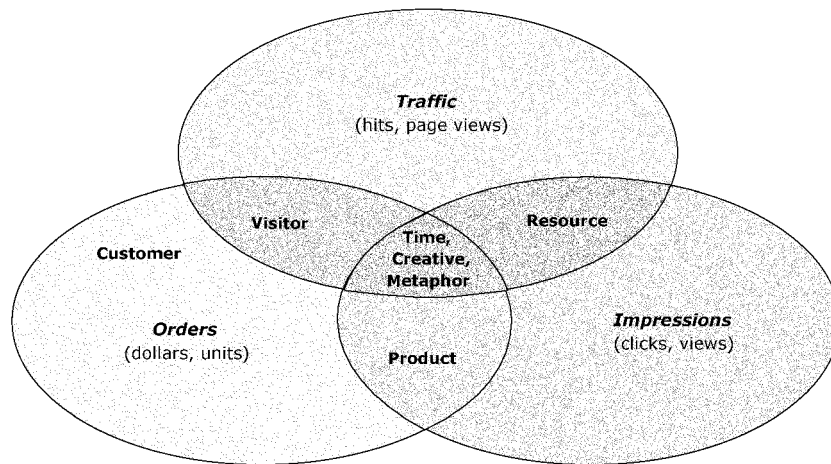 Traffic
(hits, page views)
Visitor
Resource
Time,
Creative,
Metaphor
Customer
Orders
(dollars, units)
Impressions
(clicks, views)
Product